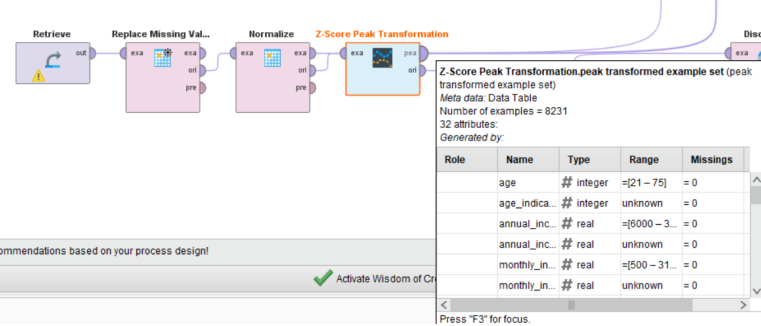 Retrieve
Replace Missing Val...
Normalize
Z-Score Peak Transformation
Disc
out
exa
exa
ori
pre
exa
exa
ori
pre
exa
pea
ori
exa
Z-Score Peak Transformation.peak transformed example set (peak
transformed example set)
Meta data: Data Table
Number of examples = 8231
32 attributes:
Generated by:
Role Name Type Range Missings
age # integer =[21 – 75] = 0
age_indica... # integer unknown = 0
annual_inc... # real =[6000 – 3... = 0
annual_inc... # real unknown = 0
monthly_in... # real =[500 – 31... = 0
monthly_in... # real unknown = 0
ommendations based on your process design!
Activate Wisdom of Cr
Press "F3" for focus.